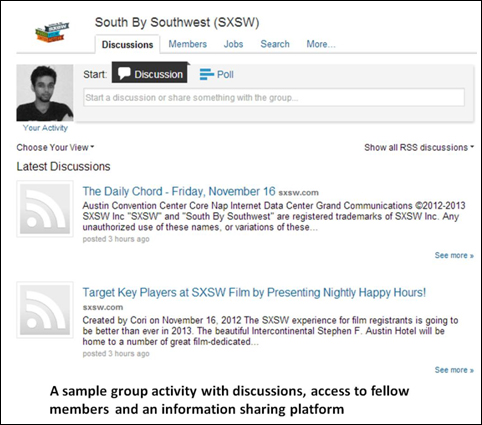 South By Southwest (SXSW)
Discussions Members Jobs Search More...
Start: Discussion Poll
Start a discussion or share something with the group...
Your Activity
Choose Your View
Show all RSS discussions
Latest Discussions
The Daily Chord - Friday, November 16 sxsw.com
Austin Convention Center Core Nap Internet Data Center Grand Communications ©2012-2013
SXSW Inc "SXSW" and "South By Southwest" are registered trademarks of SXSW Inc. Any
unauthorized use of these names, or variations of these...
posted 3 hours ago
See more »
Target Key Players at SXSW Film by Presenting Nightly Happy Hours!
sxsw.com
Created by Cori on November 16, 2012 The SXSW experience for film registrants is going to
be better than ever in 2013. The beautiful Intercontinental Stephen F. Austin Hotel will be
home to a number of great film-dedicated...
posted 3 hours ago
See more »
A sample group activity with discussions, access to fellow
members and an information sharing platform